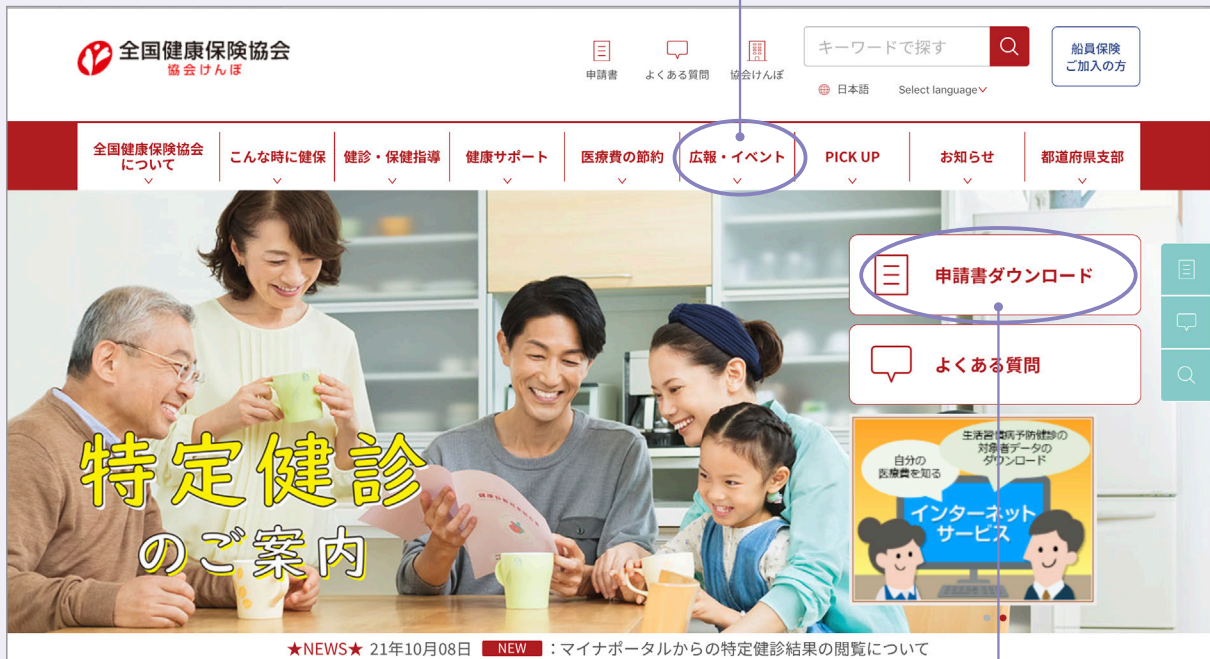 全国健康保険協会
協会けんぽ
申請書
よくある質問
協会けんぽ
キーワードで探す
日本語
Select language
船員保険
ご加入の方
全国健康保険協会
について
こんな時に健保
健診・保健指導
健康サポート
医療費の節約
広報・イベント
PICK UP
お知らせ
都道府県支部
申請書ダウンロード
よくある質問
特定健診
のご案内
生活習慣病予防健診の
対象者データの
ダウンロード
自分の
医療費を知る
インターネット
サービス
★NEWS★ 21年10月08日 NEW ：マイナポータルからの特定健診結果の閲覧について